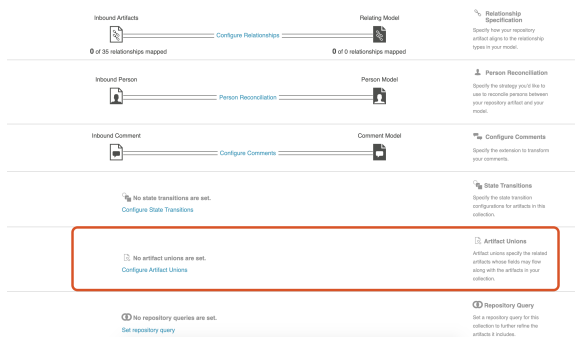 Inbound Artifacts
Relating Model
Configure Relationships
0 of 35 relationships mapped
0 of 0 relationships mapped
Relationship
Specification
Specify how your repository
artifact aligns to the relationship
types in your model.
Inbound Person
Person Model
Person Reconciliation
Person Reconciliation
Specify the strategy you'd like to
use to reconcile persons between
your repository artifact and your
model.
Inbound Comment
Comment Model
Configure Comments
Configure Comments
Specify the extension to transform
your comments.
No state transitions are set.
Configure State Transitions
State Transitions
Specify the state transition
configurations for artifacts in this
collection.
No artifact unions are set.
Configure Artifact Unions
Artifact Unions
Artifact unions specify the related
artifacts whose fields may flow
along with the artifacts in your
collection.
No repository queries are set.
Set repository query
Repository Query
Set a repository query for this
collection to further refine the
artifacts it includes.